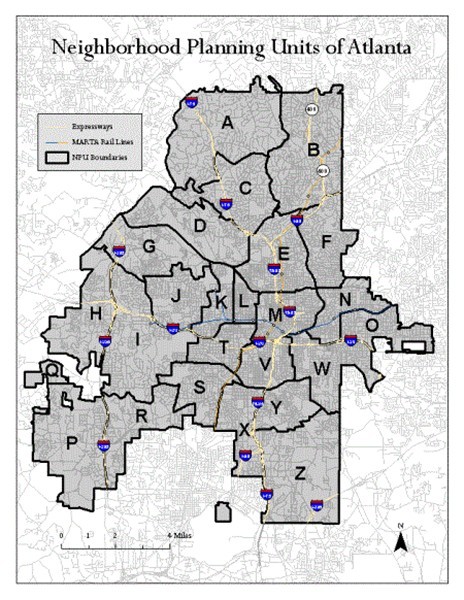 Neighborhood Planning Units of Atlanta
Expressways
MARTA Rail Lines
NPU Boundaries
A
B
C
D
E
F
G
H
I
J
K
L
M
N
O
P
Q
R
S
T
V
W
X
Y
Z
0 1 2 4 Miles
N